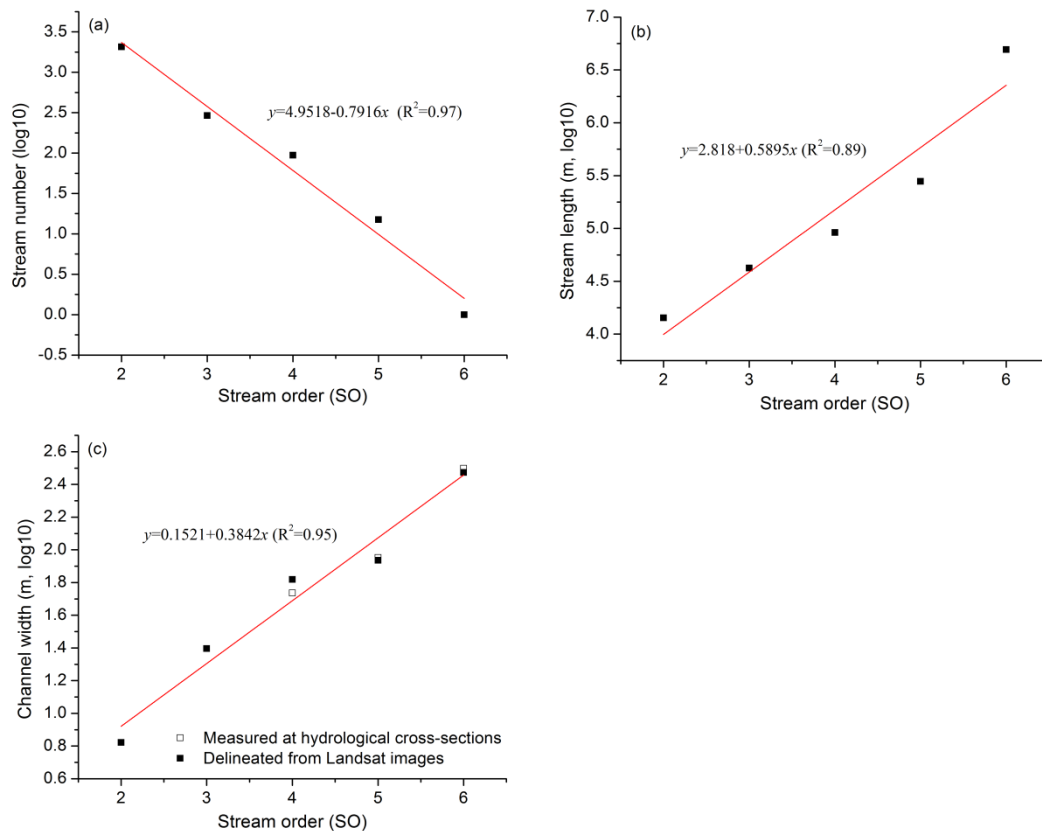 (a)
y=4.9518-0.7916x (R²=0.97)
Stream number (log10)
3.5
3.0
2.5
2.0
1.5
1.0
0.5
0.0
-0.5
2 3 4 5 6
Stream order (SO)
(b)
y=2.818+0.5895x (R²=0.89)
Stream length (m, log10)
7.0
6.5
6.0
5.5
5.0
4.5
4.0
2 3 4 5 6
Stream order (SO)
(c)
y=0.1521+0.3842x (R²=0.95)
Channel width (m, log10)
2.6
2.4
2.2
2.0
1.8
1.6
1.4
1.2
1.0
0.8
0.6
Measured at hydrological cross-sections
Delineated from Landsat images
2 3 4 5 6
Stream order (SO)